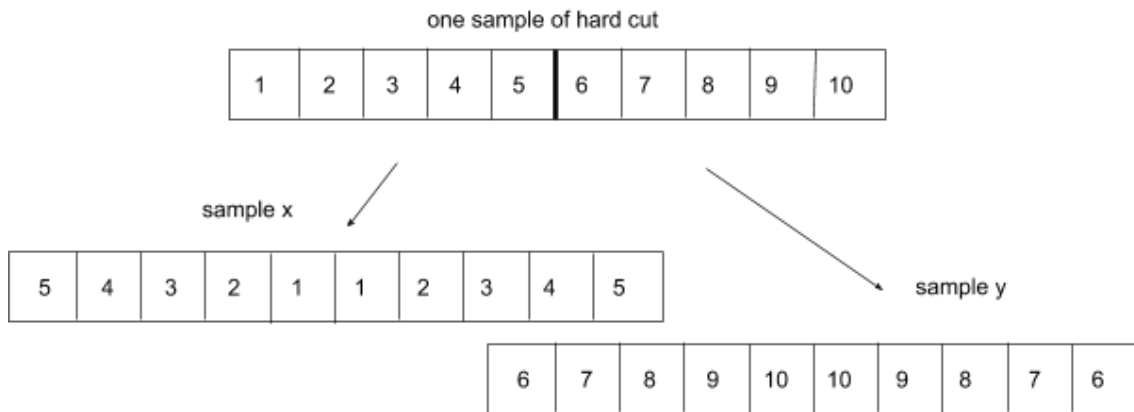 one sample of hard cut
1 2 3 4 5 6 7 8 9 10
sample x
5 4 3 2 1 1 2 3 4 5
sample y
6 7 8 9 10 10 9 8 7 6